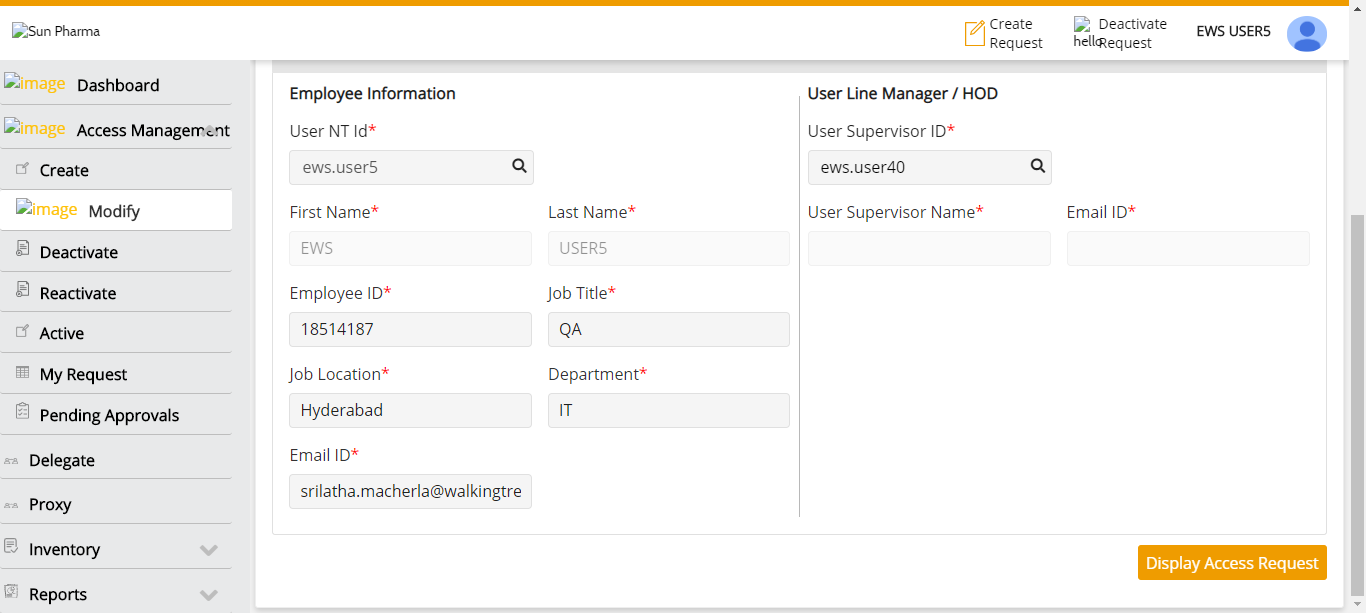 Sun Pharma
Create
Request
hello
Deactivate
Request
EWS USER5
image Dashboard
image Access Management
Create
image Modify
Deactivate
Reactivate
Active
My Request
Pending Approvals
Delegate
Proxy
Inventory
Reports
Employee Information
User NT Id*
ews.user5
First Name* Last Name*
EWS USER5
Employee ID* Job Title*
18514187 QA
Job Location* Department*
Hyderabad IT
Email ID*
srilatha.macherla@walkingtre
User Line Manager / HOD
User Supervisor ID*
ews.user40
User Supervisor Name* Email ID*
Display Access Request